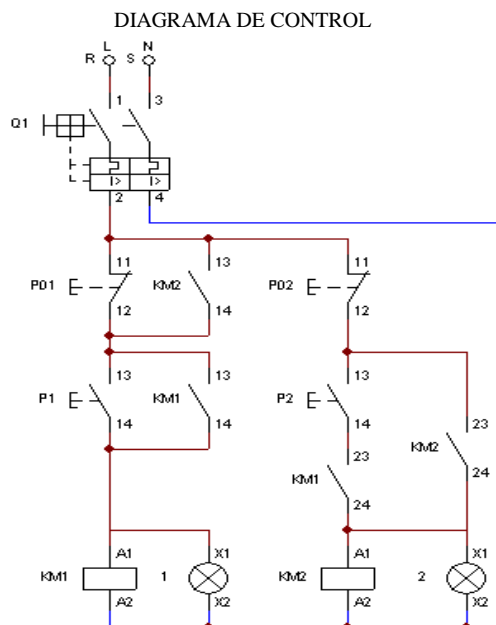 DIAGRAMA DE CONTROL
L N
R S
1 3
Q1
I> I>
2 4
11 13 11
P01 KM2 P02
12 14 12
13 13 13
P1 KM1 P2
14 14 14
23
23 KM2
KM1 24
24
A1 X1 A1 X1
KM1 1 KM2 2
A2 X2 A2 X2